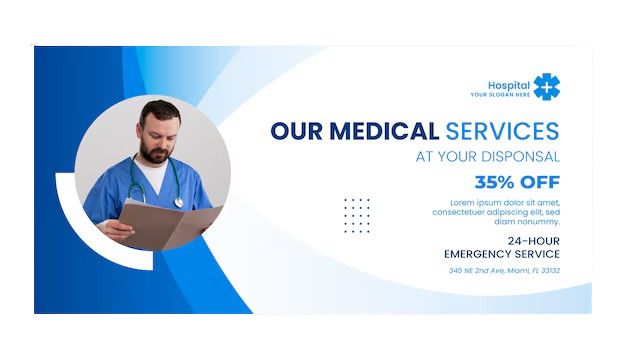 Hospital
YOUR SLOGAN HERE
OUR MEDICAL SERVICES
AT YOUR DISPONSAL
35% OFF
Lorem ipsum dolor sit amet,
consectetuer adipiscing elit, sed
diam nonummy.
24-HOUR
EMERGENCY SERVICE
345 NE 2nd Ave, Miami, FL 33132